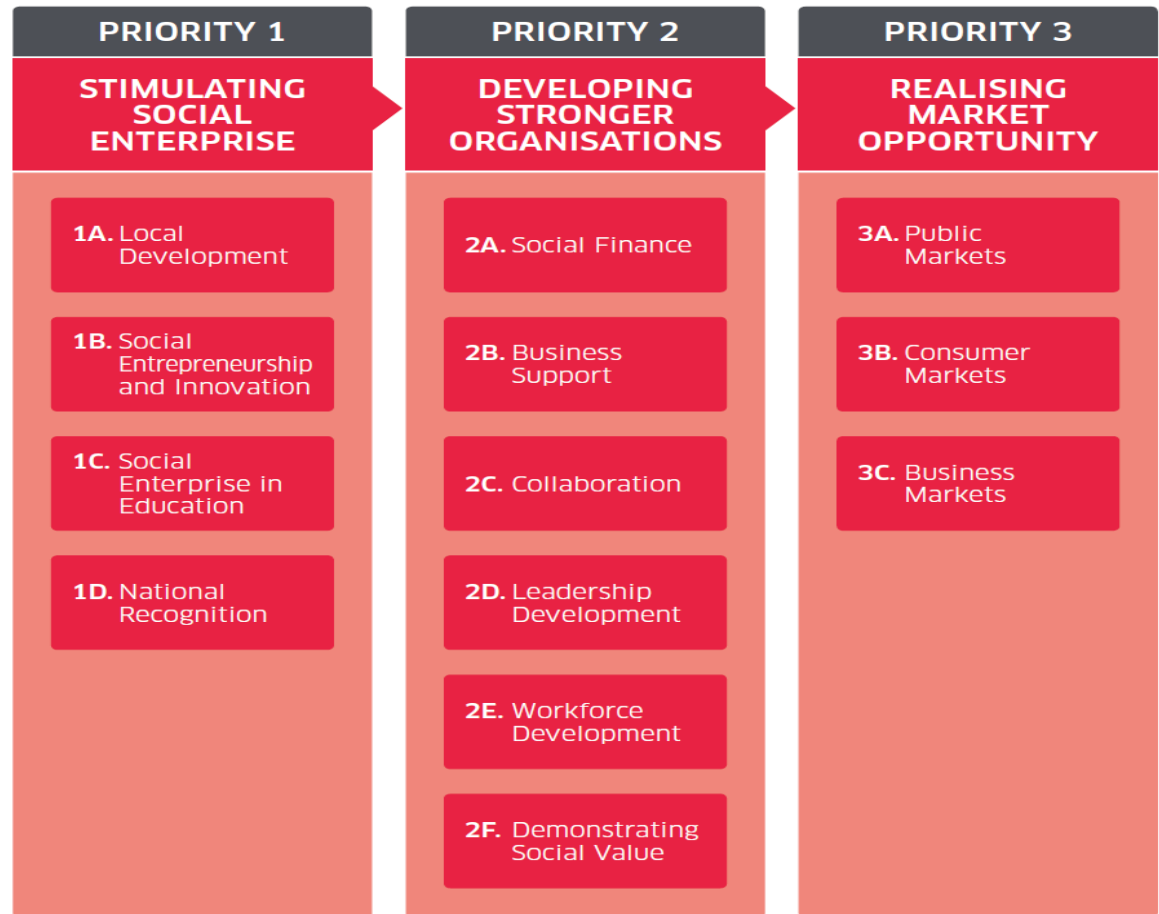 PRIORITY 1
STIMULATING
SOCIAL
ENTERPRISE
1A. Local
Development
1B. Social
Entrepreneurship
and Innovation
1C. Social
Enterprise in
Education
1D. National
Recognition
PRIORITY 2
DEVELOPING
STRONGER
ORGANISATIONS
2A. Social Finance
2B. Business
Support
2C. Collaboration
2D. Leadership
Development
2E. Workforce
Development
2F. Demonstrating
Social Value
PRIORITY 3
REALISING
MARKET
OPPORTUNITY
3A. Public
Markets
3B. Consumer
Markets
3C. Business
Markets